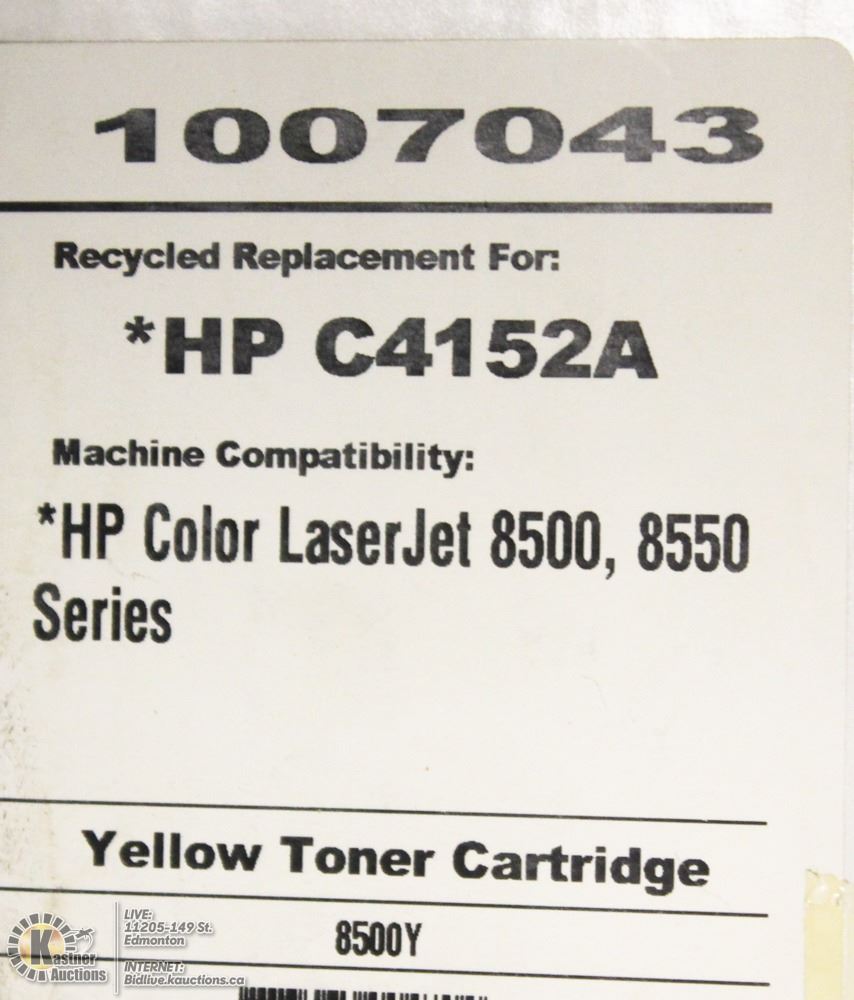 1007043
Recycled Replacement For:
*HP C4152A
Machine Compatibility:
*HP Color LaserJet 8500, 8550
Series
Yellow Toner Cartridge
8500Y
Kastner
Auctions
LIVE:
11205-149 St.
Edmonton
INTERNET:
Bidlive.kauctions.ca